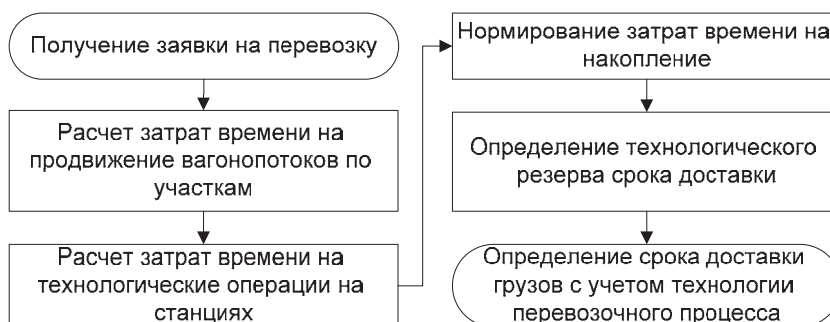 Получение заявки на перевозку
Расчет затрат времени на
продвижение вагонопотоков по
участкам
Расчет затрат времени на
технологические операции на
станциях
Нормирование затрат времени на
накопление
Определение технологического
резерва срока доставки
Определение срока доставки
грузов с учетом технологии
перевозочного процесса